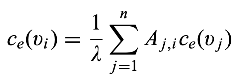 $c_e(v_i) = \frac{1}{\lambda} \sum_{j=1}^{n} A_{j,i} c_e(v_j)$